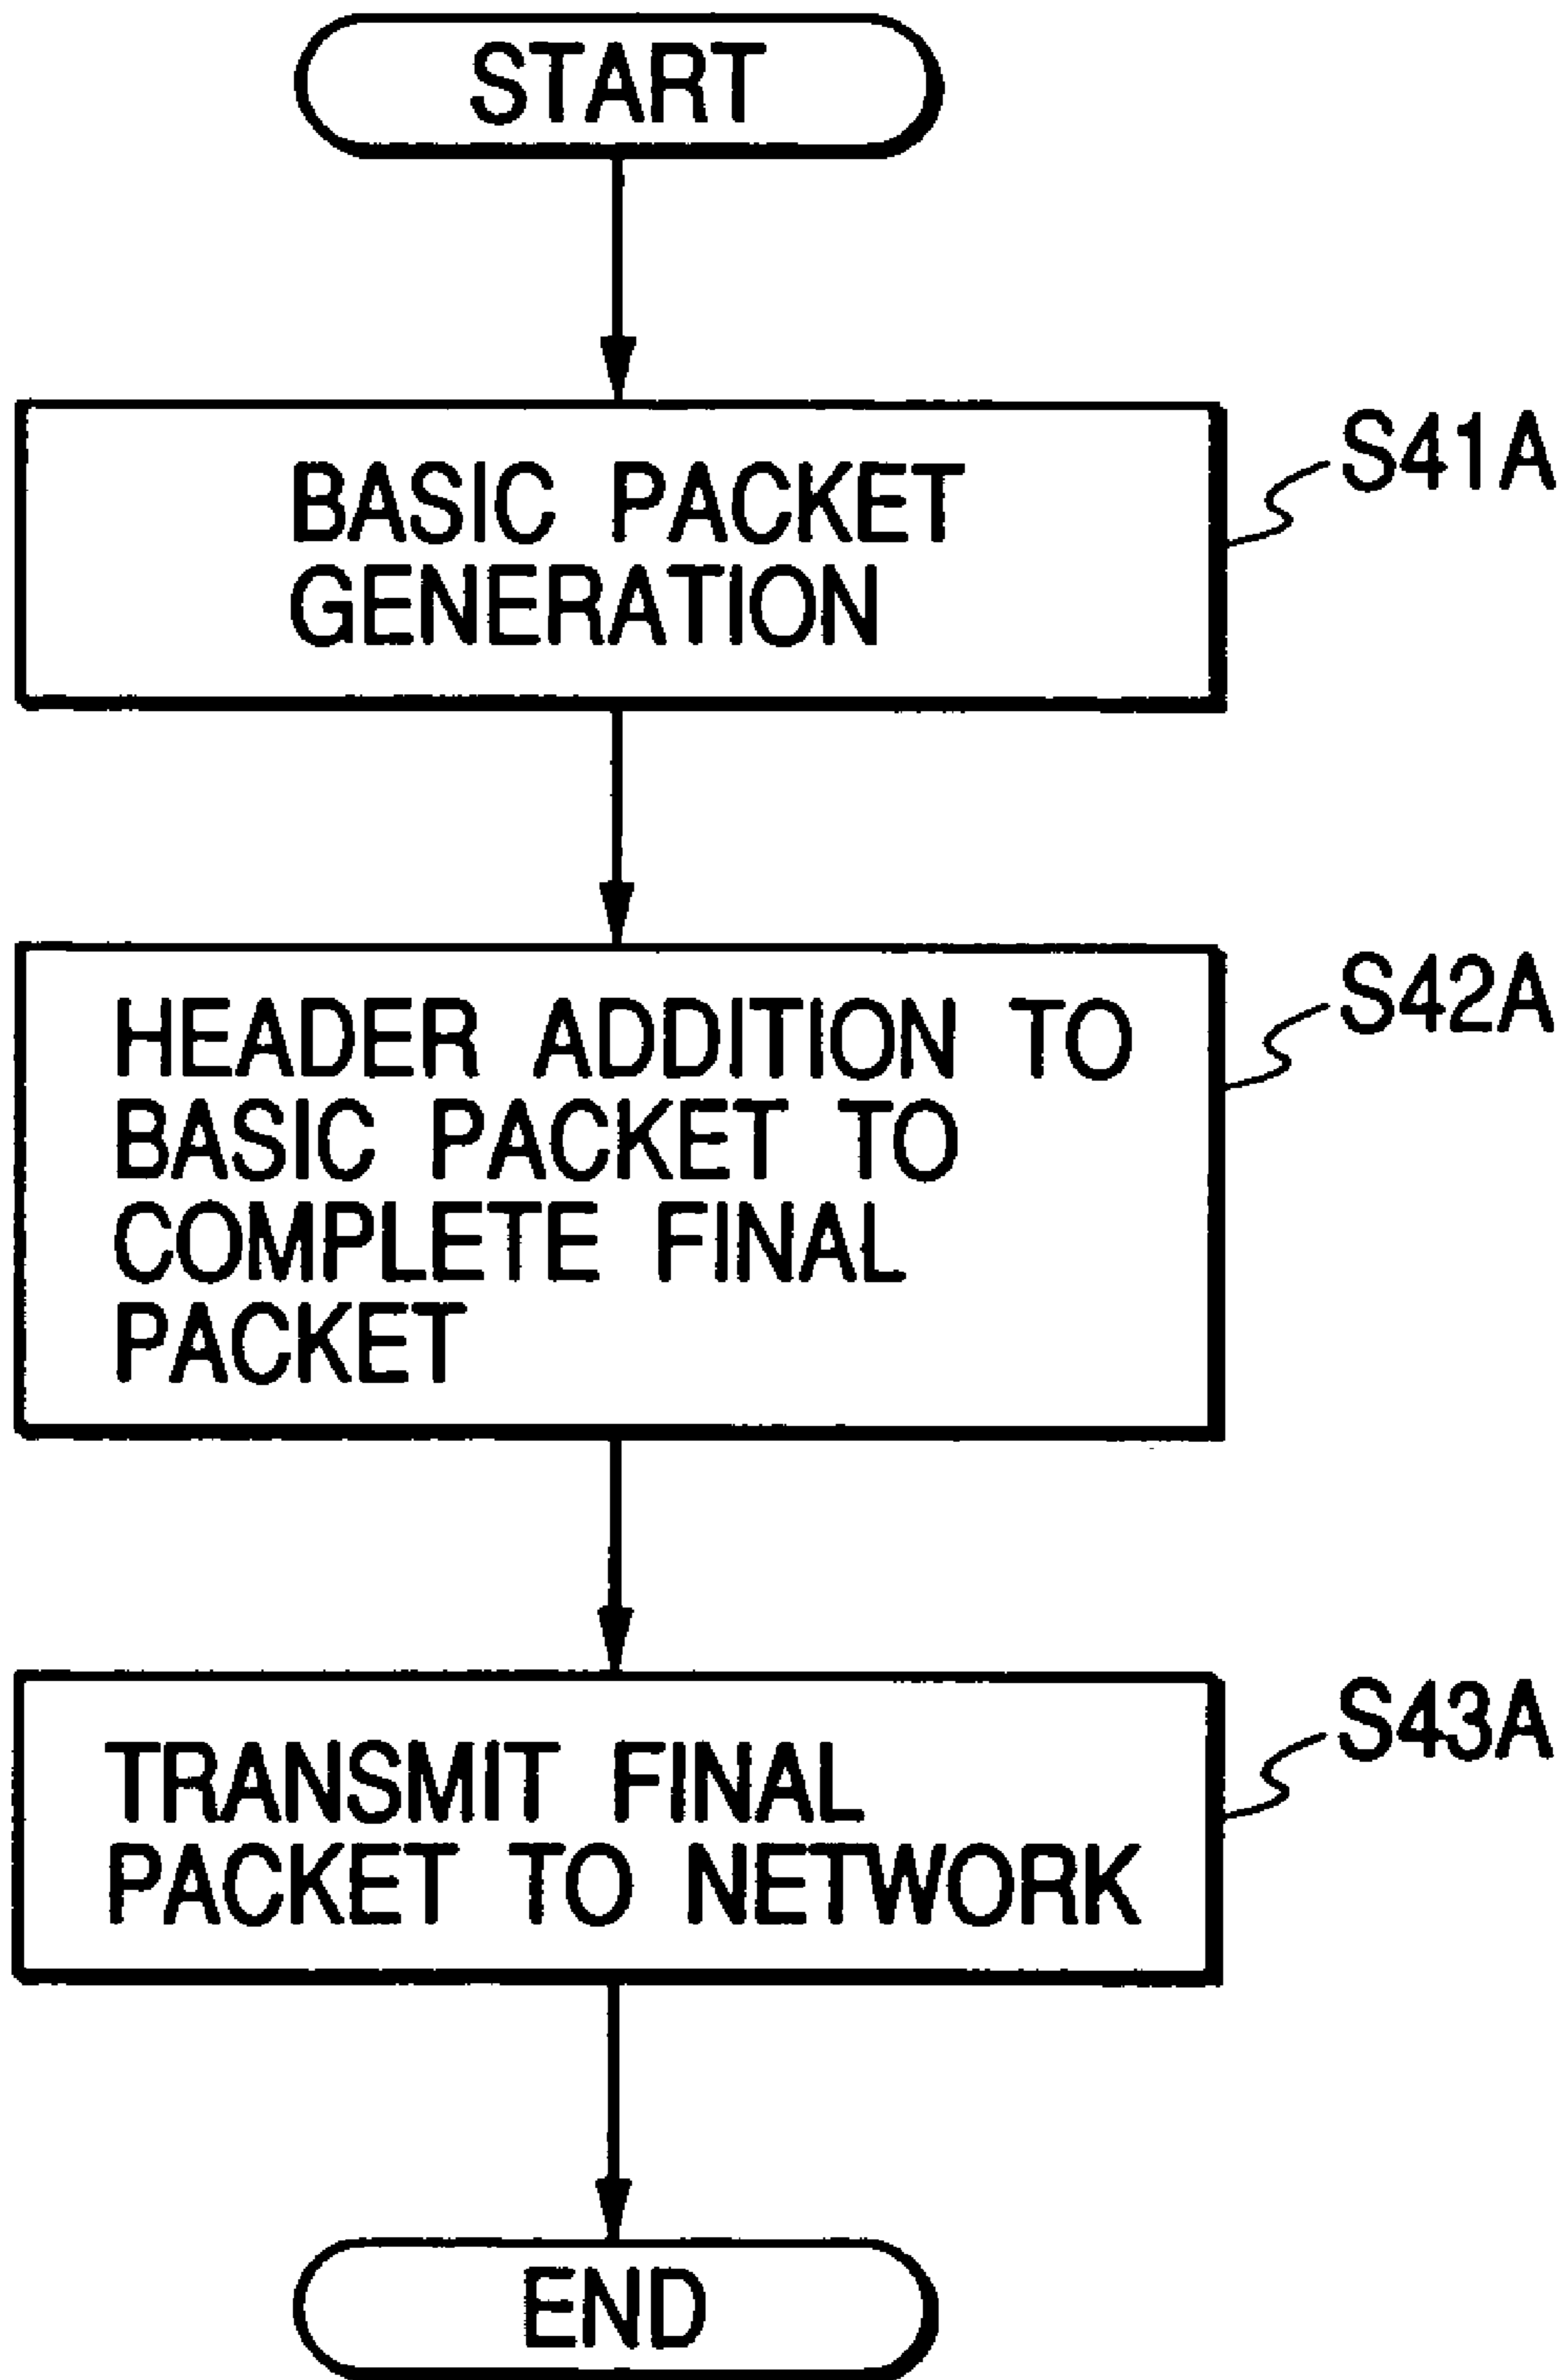 START
BASIC PACKET
GENERATION
S41A
HEADER ADDITION TO
BASIC PACKET TO
COMPLETE FINAL
PACKET
S42A
TRANSMIT FINAL
PACKET TO NETWORK
S43A
END